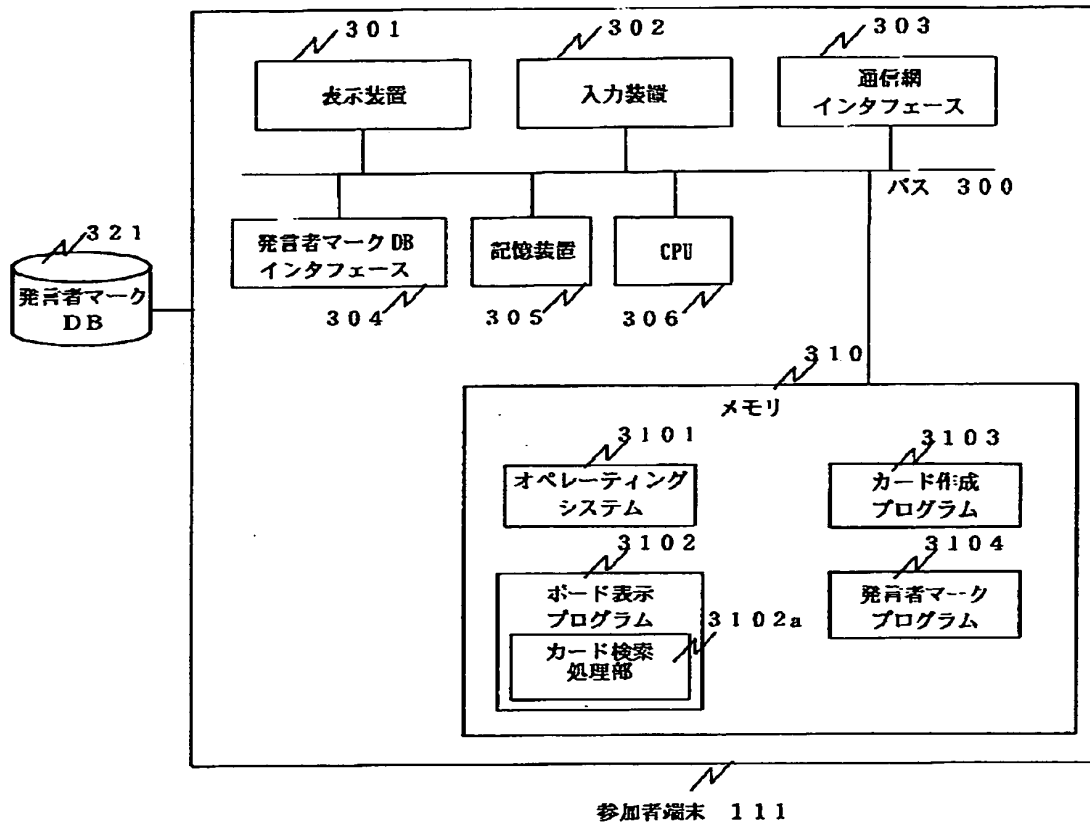 ３０１
３０２
３０３
表示装置
入力装置
通信網
インタフェース
バス ３００
３２１
発言者マーク
ＤＢ
発言者マークDB
インタフェース
記憶装置
CPU
３０４
３０５
３０６
３１０
メモリ
３１０１
３１０３
オペレーティング
システム
カード作成
プログラム
３１０２
３１０４
ボード表示
プログラム
発言者マーク
プログラム
３１０２a
カード検索
処理部
参加者端末 １１１